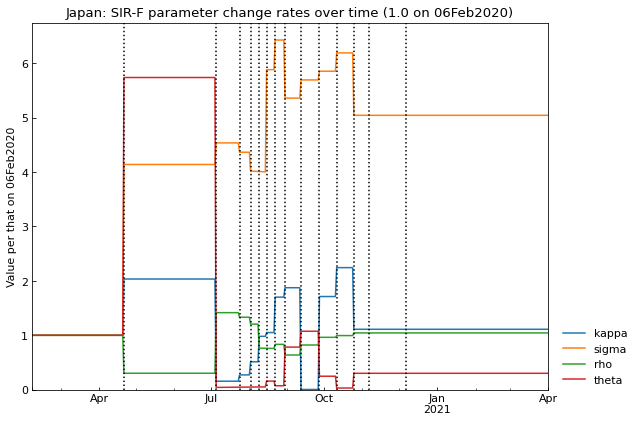 Japan: SIR-F parameter change rates over time (1.0 on 06Feb2020)
Value per that on 06Feb2020
6
5
4
3
2
1
0
Apr
Jul
Oct
Jan
2021
Apr
kappa
sigma
rho
theta